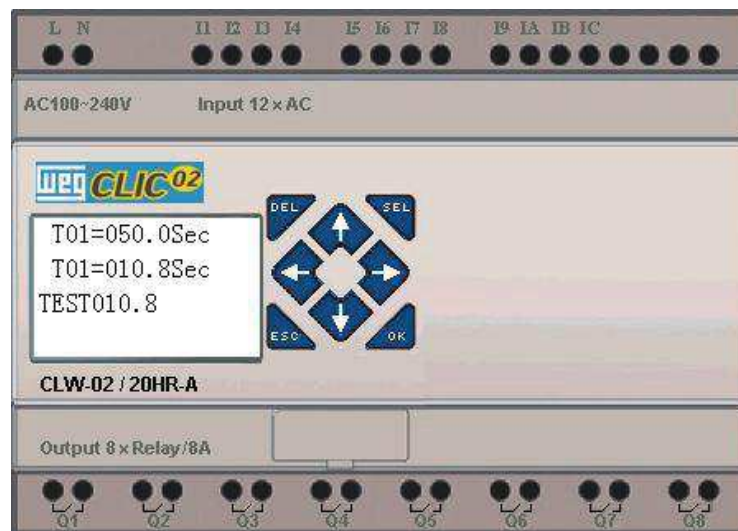 L N I1 I2 I3 I4 I5 I6 I7 I8 I9 IA IB IC
AC100~240V Input 12×AC
weg CLIC02
DEL SEL
T01=050.0Sec
T01=010.8Sec
TEST010.8
ESC OK
CLW-02 / 20HR-A
Output 8×Relay/8A
Q1 Q2 Q3 Q4 Q5 Q6 Q7 Q8